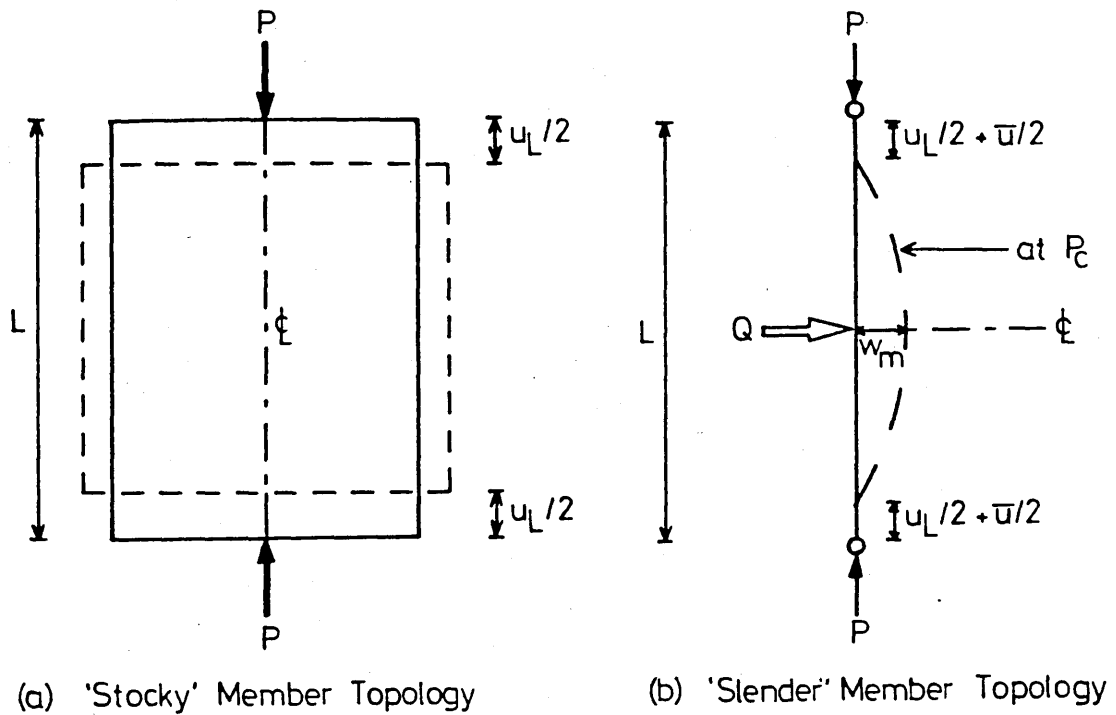 P
u_L/2
L
℄
u_L/2
P
(a) 'Stocky' Member Topology
P
u_L/2 + u̅/2
at P_c
L
Q
w_m
℄
u_L/2 + u̅/2
P
(b) 'Slender" Member Topology